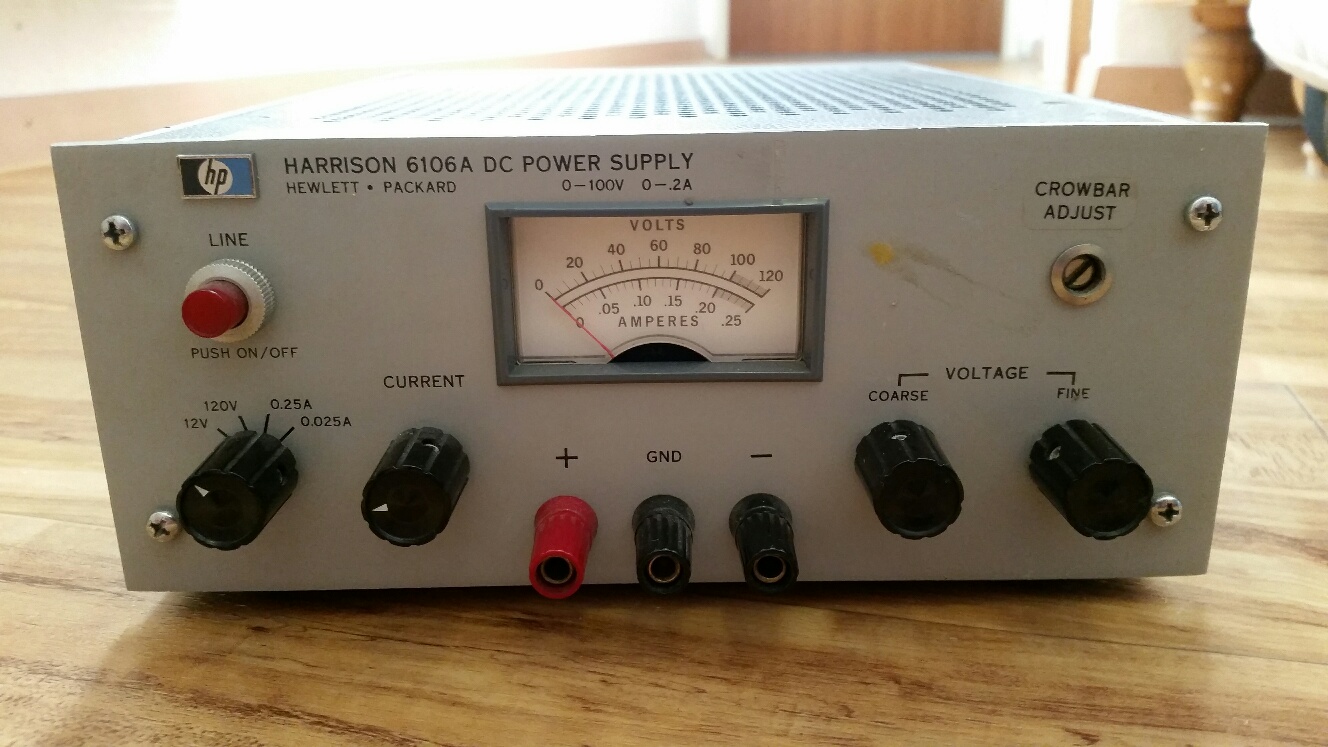 hp
HARRISON 6106A DC POWER SUPPLY
HEWLETT • PACKARD 0-100V 0-.2A
CROWBAR
ADJUST
LINE
PUSH ON/OFF
VOLTS
0 20 40 60 80 100 120
0 .05 .10 .15 .20 .25
AMPERES
CURRENT
12V 120V 0.25A 0.025A
VOLTAGE
COARSE FINE
+ GND −